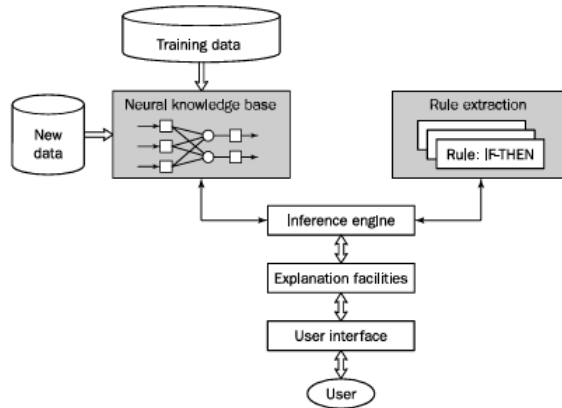 Training data
Neural knowledge base
Rule extraction
New
data
Rule: IF-THEN
Inference engine
Explanation facilities
User interface
User